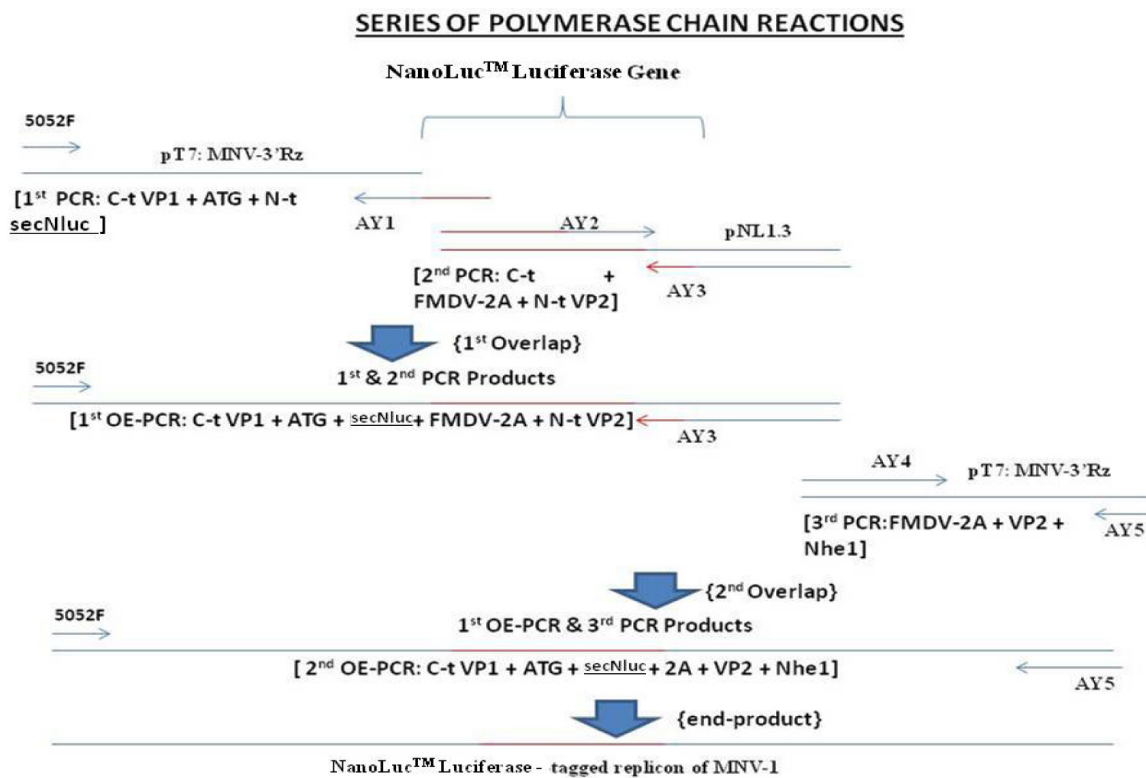 SERIES OF POLYMERASE CHAIN REACTIONS
NanoLuc™ Luciferase Gene
5052F
pT7: MNV-3’Rz
[1st PCR: C-t VP1 + ATG + N-t
secNluc ]
AY1
AY2
pNL1.3
[2nd PCR: C-t +
FMDV-2A + N-t VP2]
AY3
{1st Overlap}
5052F
1st & 2nd PCR Products
[1st OE-PCR: C-t VP1 + ATG + secNluc+ FMDV-2A + N-t VP2]
AY3
AY4
pT7: MNV-3’Rz
[3rd PCR:FMDV-2A + VP2 +
Nhe1]
AY5
{2nd Overlap}
5052F
1st OE-PCR & 3rd PCR Products
[ 2nd OE-PCR: C-t VP1 + ATG + secNluc + 2A + VP2 + Nhe1]
AY5
{end-product}
NanoLuc™ Luciferase - tagged replicon of MNV-1